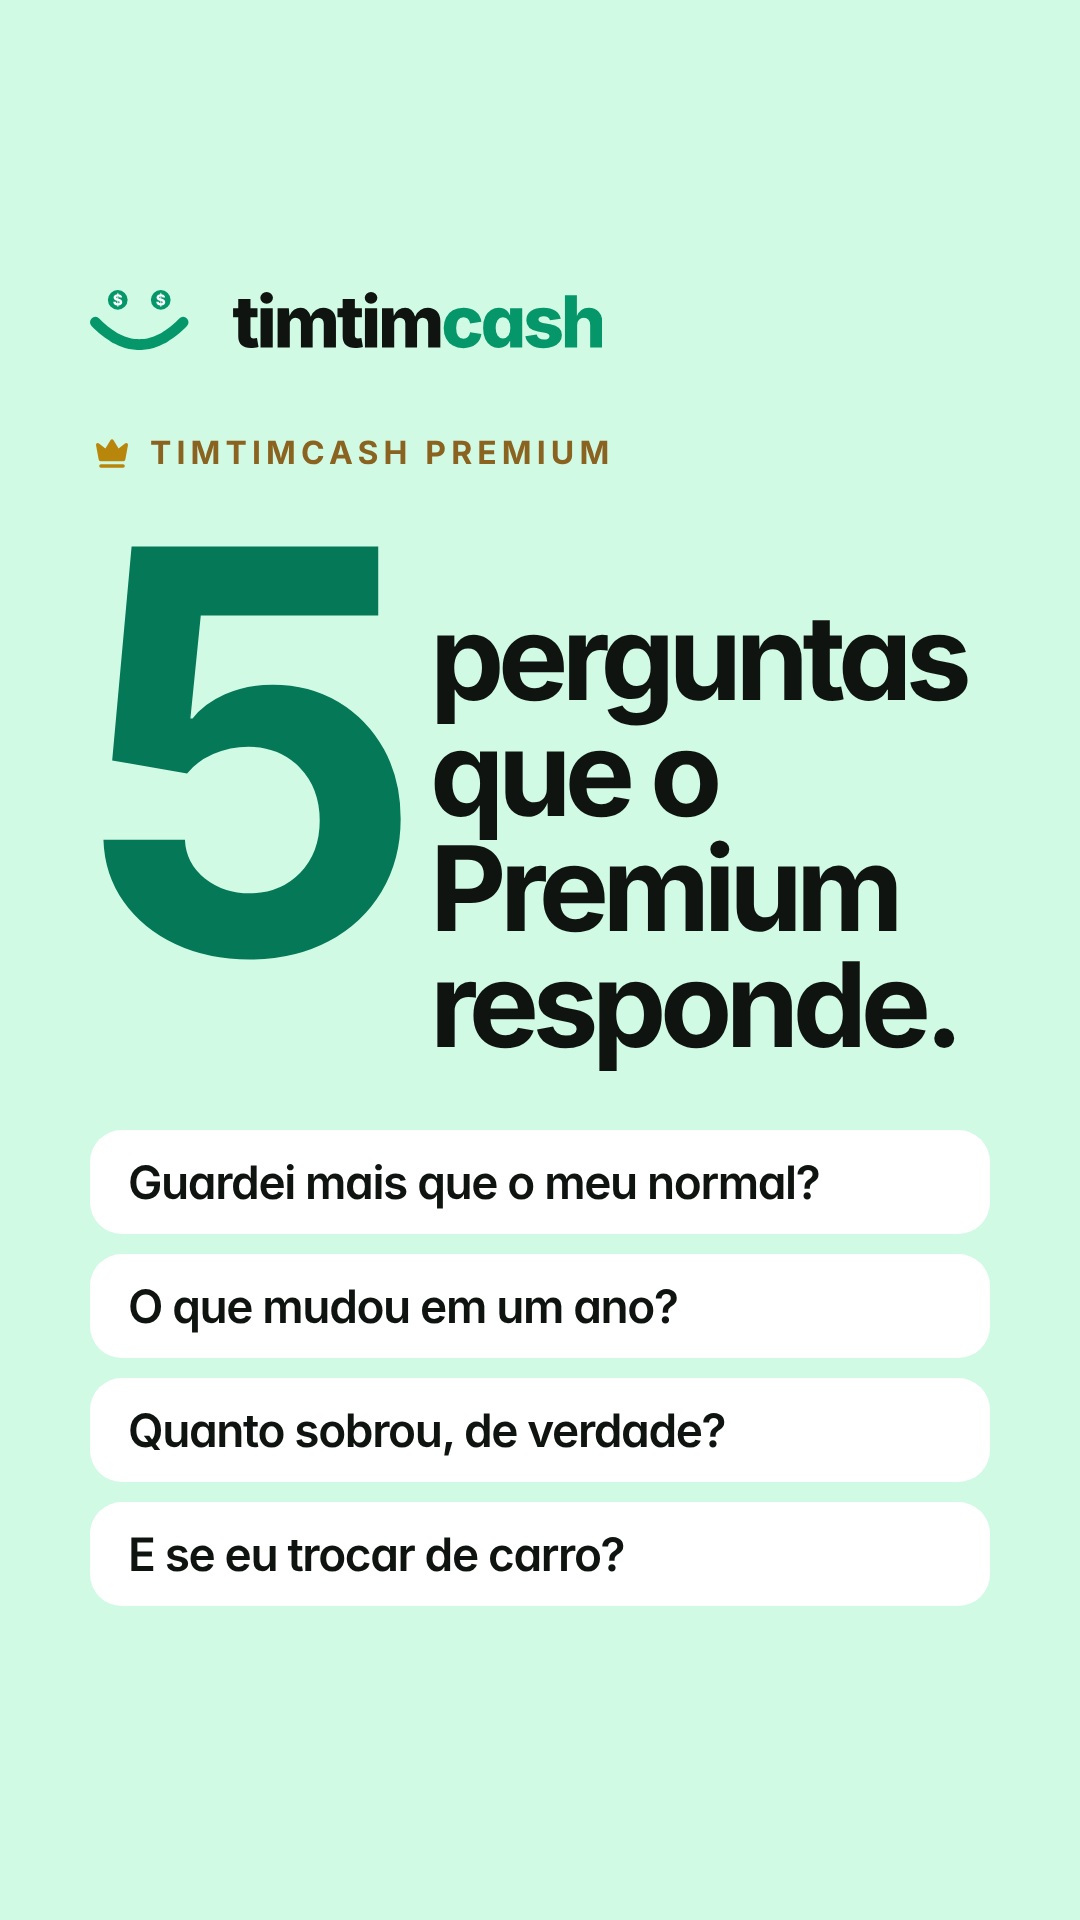 timtimcash
TIMTIMCASH PREMIUM
5
perguntas
que o
Premium
responde.
Guardei mais que o meu normal?
O que mudou em um ano?
Quanto sobrou, de verdade?
E se eu trocar de carro?